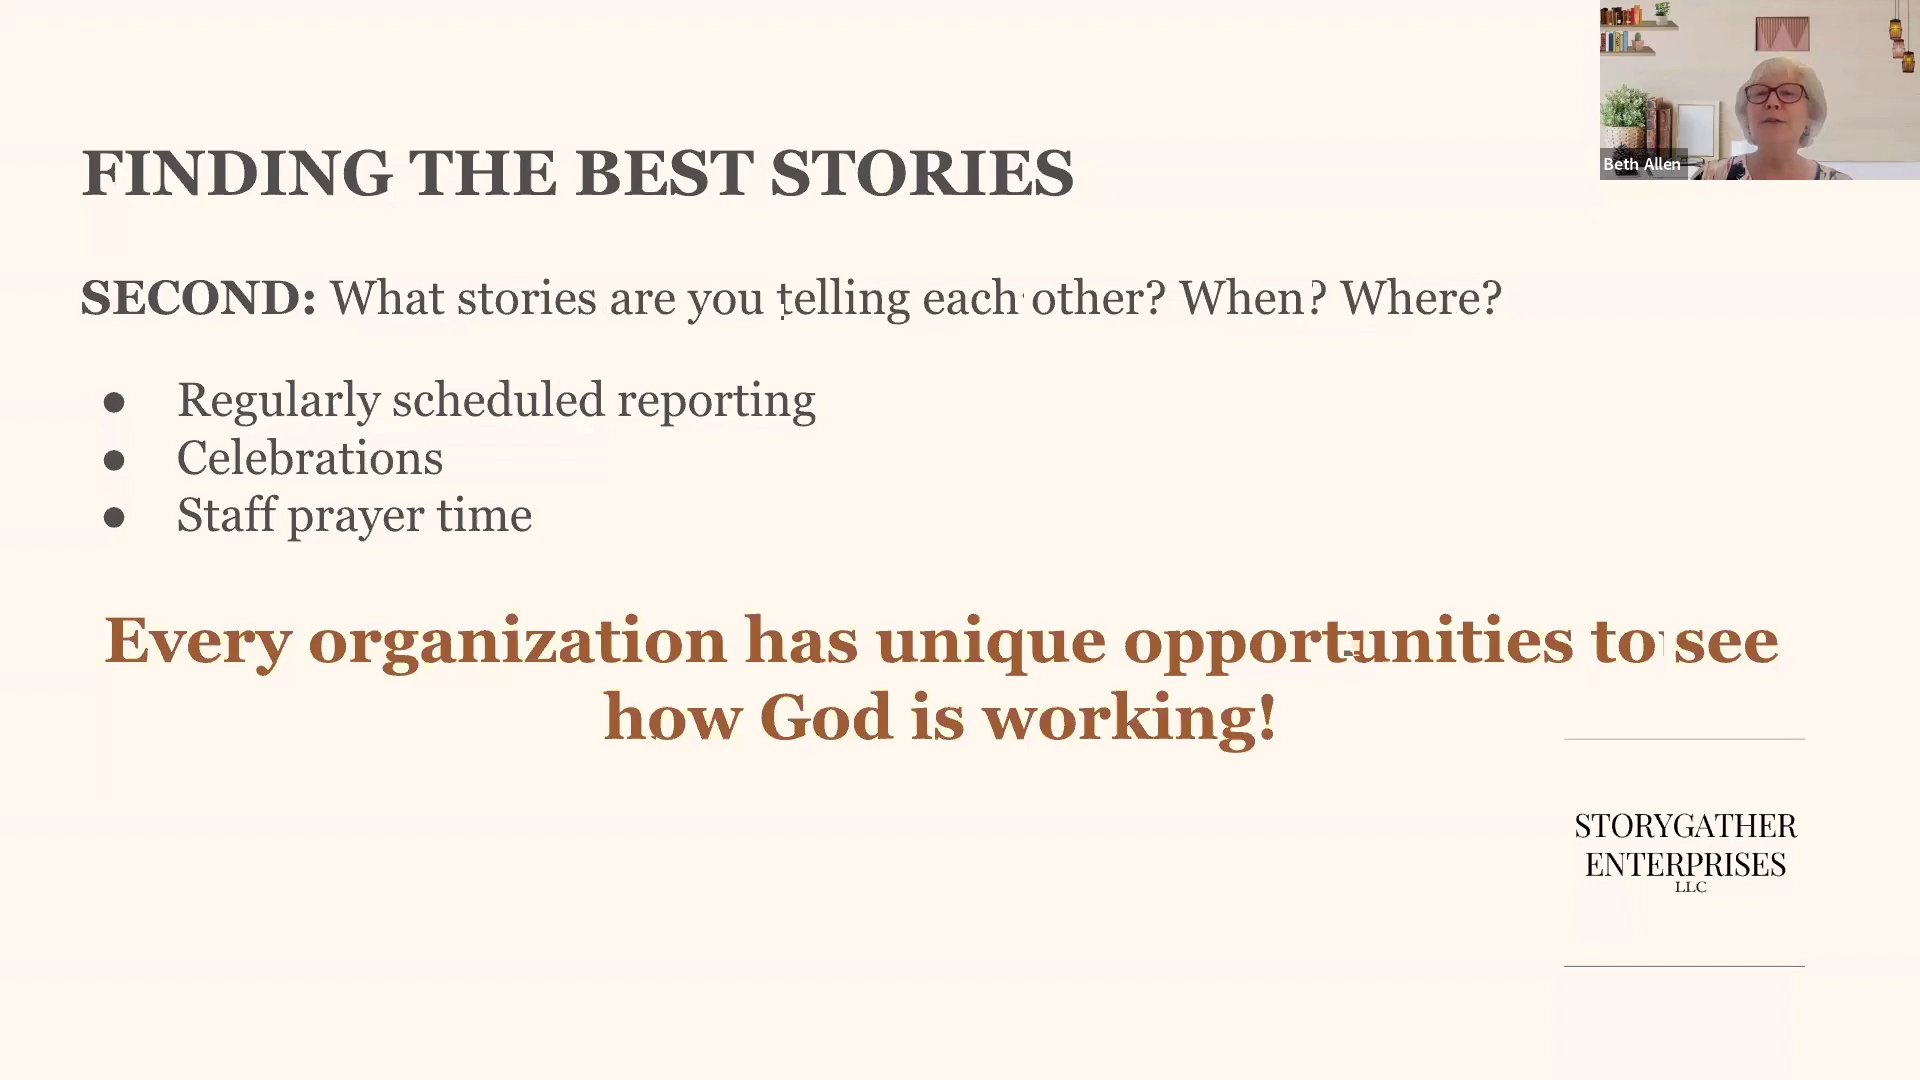 Beth Allen
FINDING THE BEST STORIES
SECOND: What stories are you telling each other? When? Where?
● Regularly scheduled reporting
● Celebrations
● Staff prayer time
Every organization has unique opportunities to see
how God is working!
STORYGATHER
ENTERPRISES
LLC